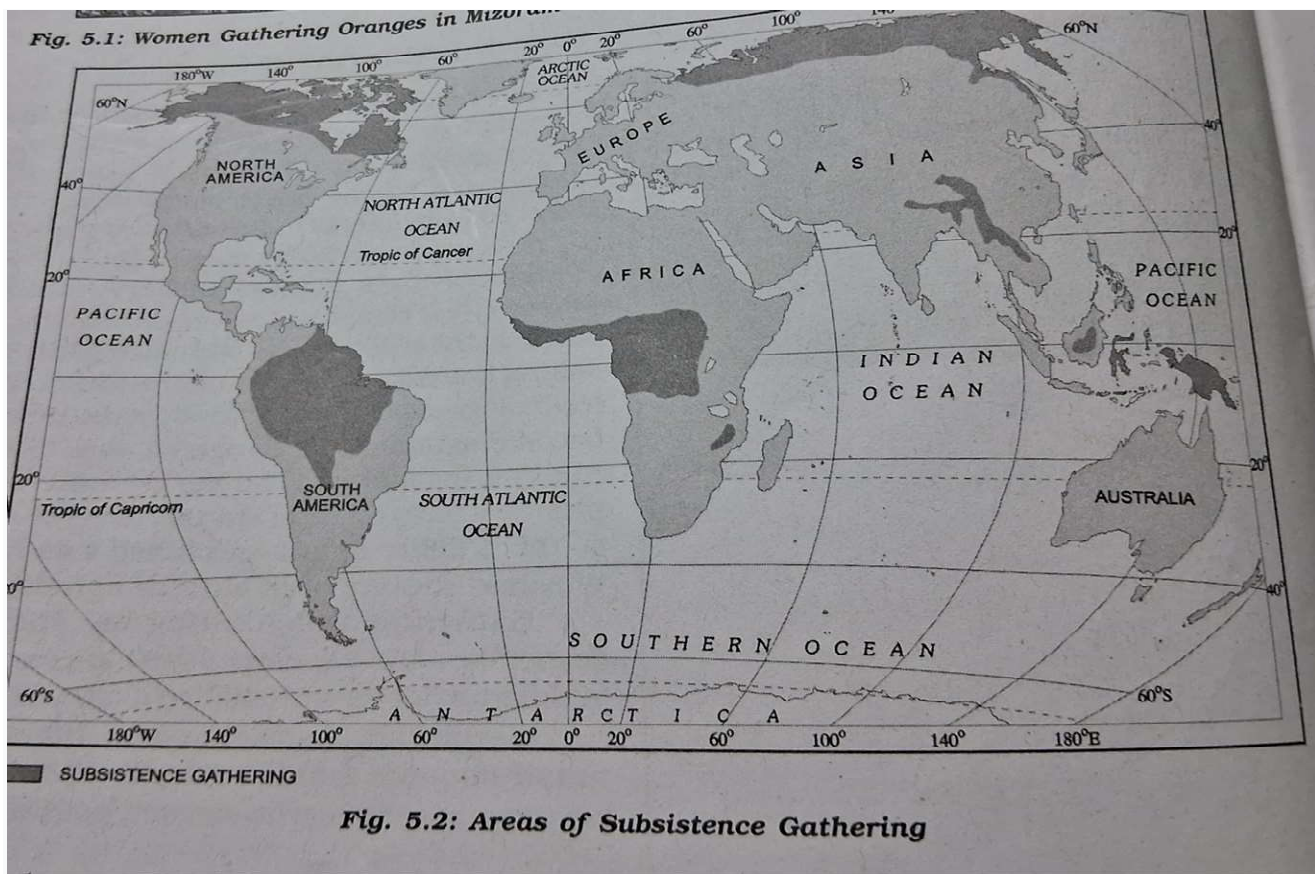 Fig. 5.1: Women Gathering Oranges in
180°W 140° 100° 60° 20° 0° 20° 60° 100° 140°
60°N
60°N
ARCTIC
OCEAN
EUROPE
ASIA
NORTH
AMERICA
40°
40°
NORTH ATLANTIC
OCEAN
Tropic of Cancer
20°
20°
AFRICA
PACIFIC
OCEAN
PACIFIC
OCEAN
INDIAN
OCEAN
20°
20°
Tropic of Capricorn
SOUTH
AMERICA
SOUTH ATLANTIC
OCEAN
AUSTRALIA
0°
40°
SOUTHERN OCEAN
60°S
60°S
ANTARCTICA
180°W 140° 100° 60° 20° 0° 20° 60° 100° 140° 180°E
SUBSISTENCE GATHERING
Fig. 5.2: Areas of Subsistence Gathering